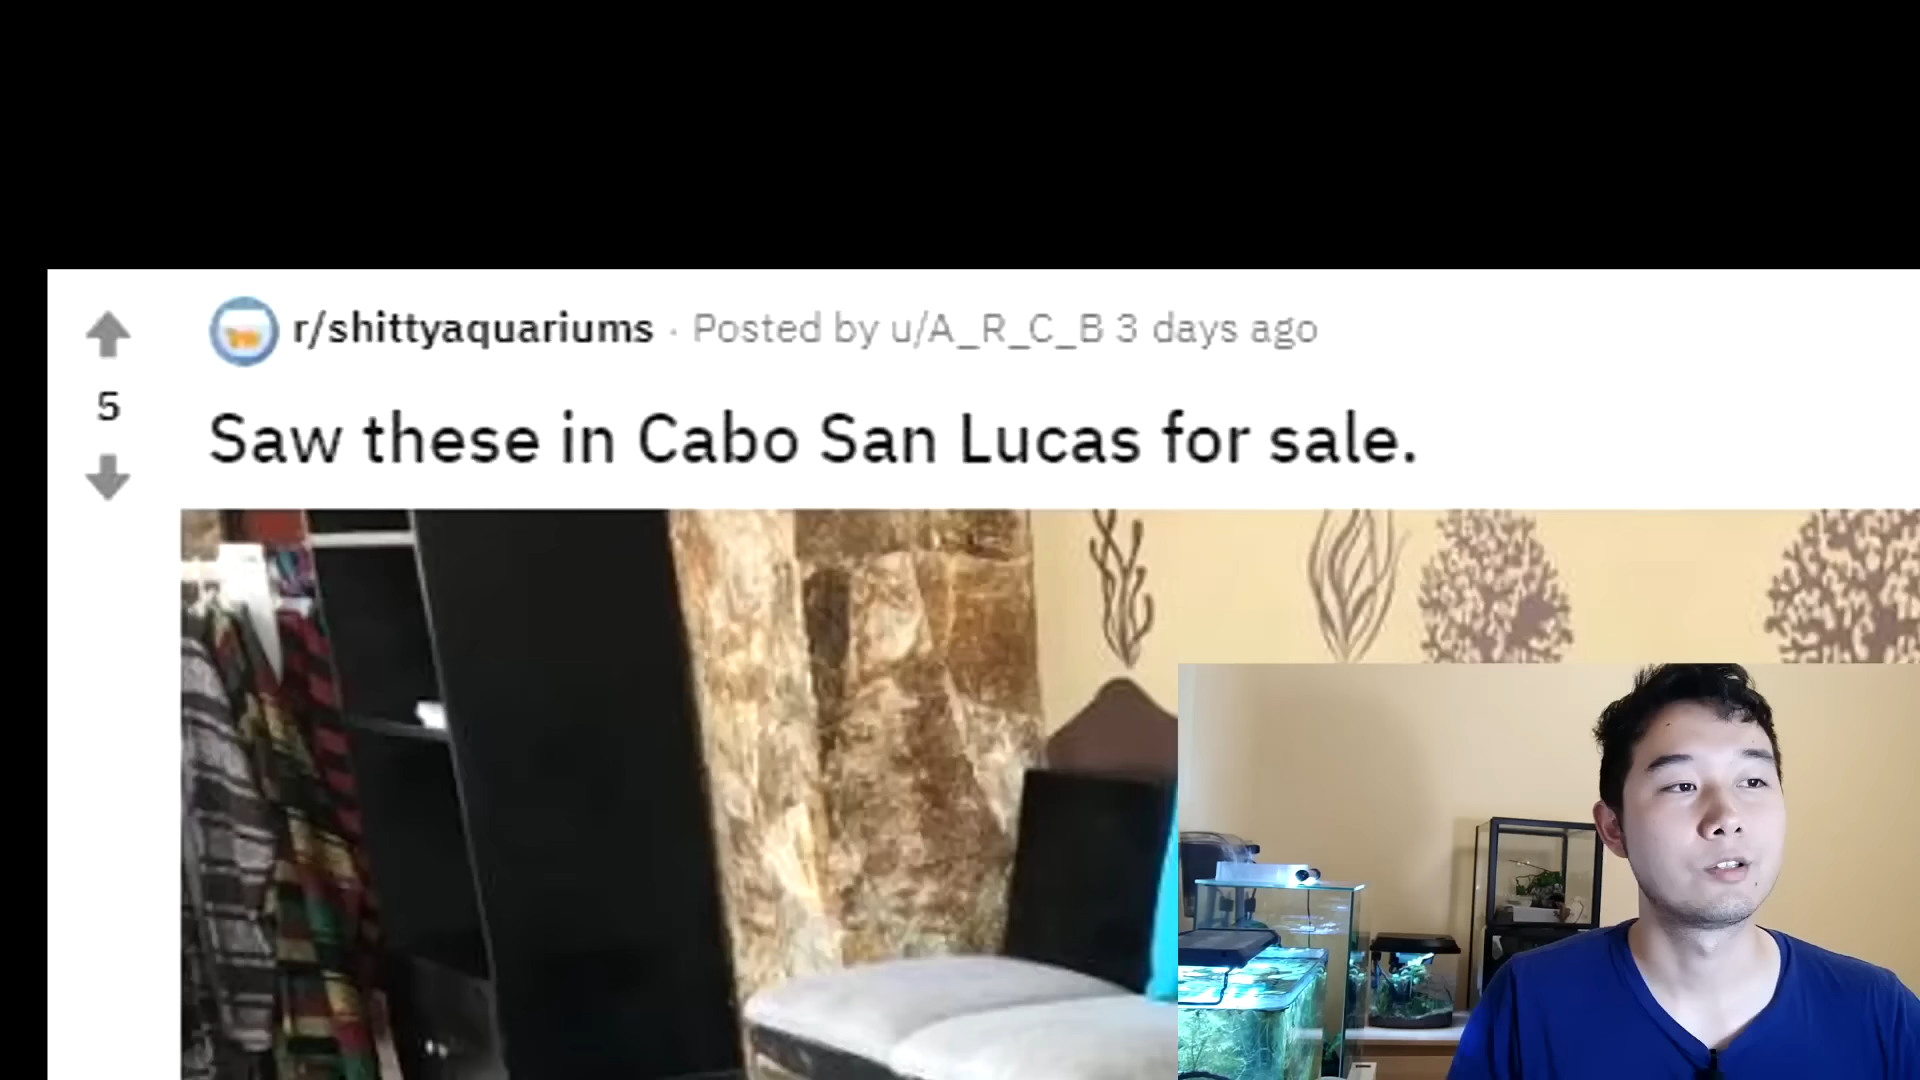 r/shittyaquariums · Posted by u/A_R_C_B 3 days ago
5
Saw these in Cabo San Lucas for sale.